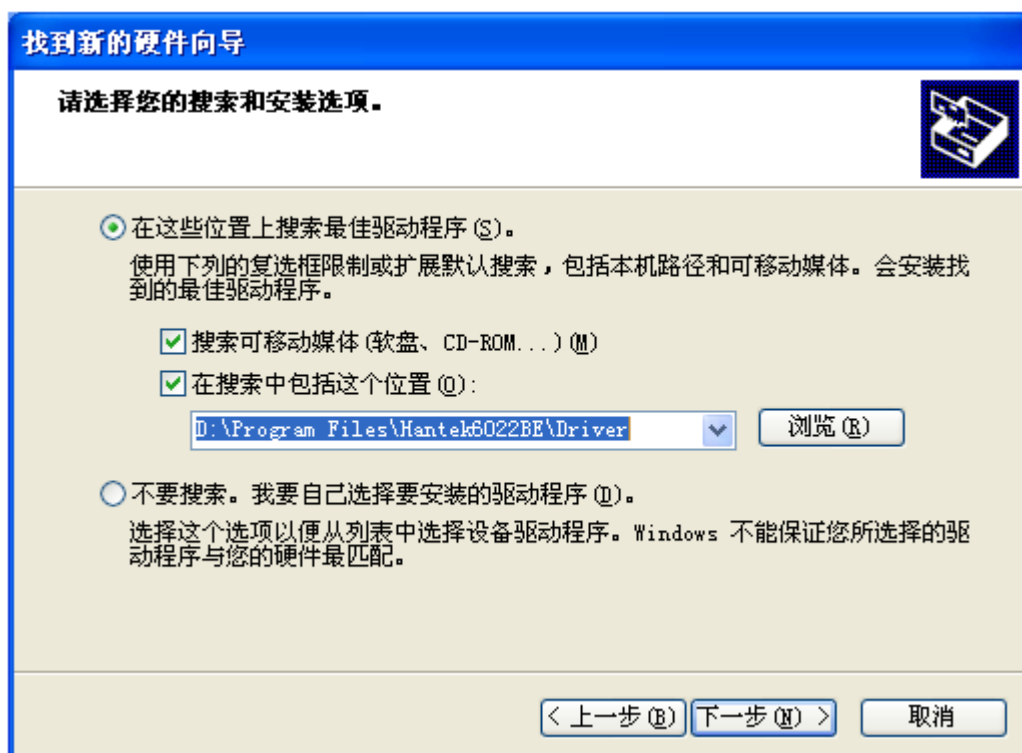 找到新的硬件向导
请选择您的搜索和安装选项。
在这些位置上搜索最佳驱动程序(S)。
使用下列的复选框限制或扩展默认搜索，包括本机路径和可移动媒体。会安装找
到的最佳驱动程序。
搜索可移动媒体(软盘、CD-ROM...)(M)
在搜索中包括这个位置(O):
D:\Program Files\Hantek6022BE\Driver
浏览(R)
不要搜索。我要自己选择要安装的驱动程序(D)。
选择这个选项以便从列表中选择设备驱动程序。Windows 不能保证您所选择的驱
动程序与您的硬件最匹配。
< 上一步(B) 下一步(N) > 取消